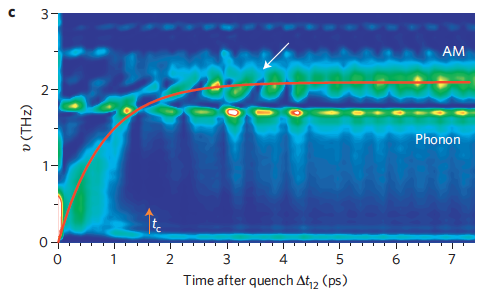 c
3
AM
2
ν (THz)
Phonon
1
t_c
0
0 1 2 3 4 5 6 7
Time after quench Δt₁₂ (ps)